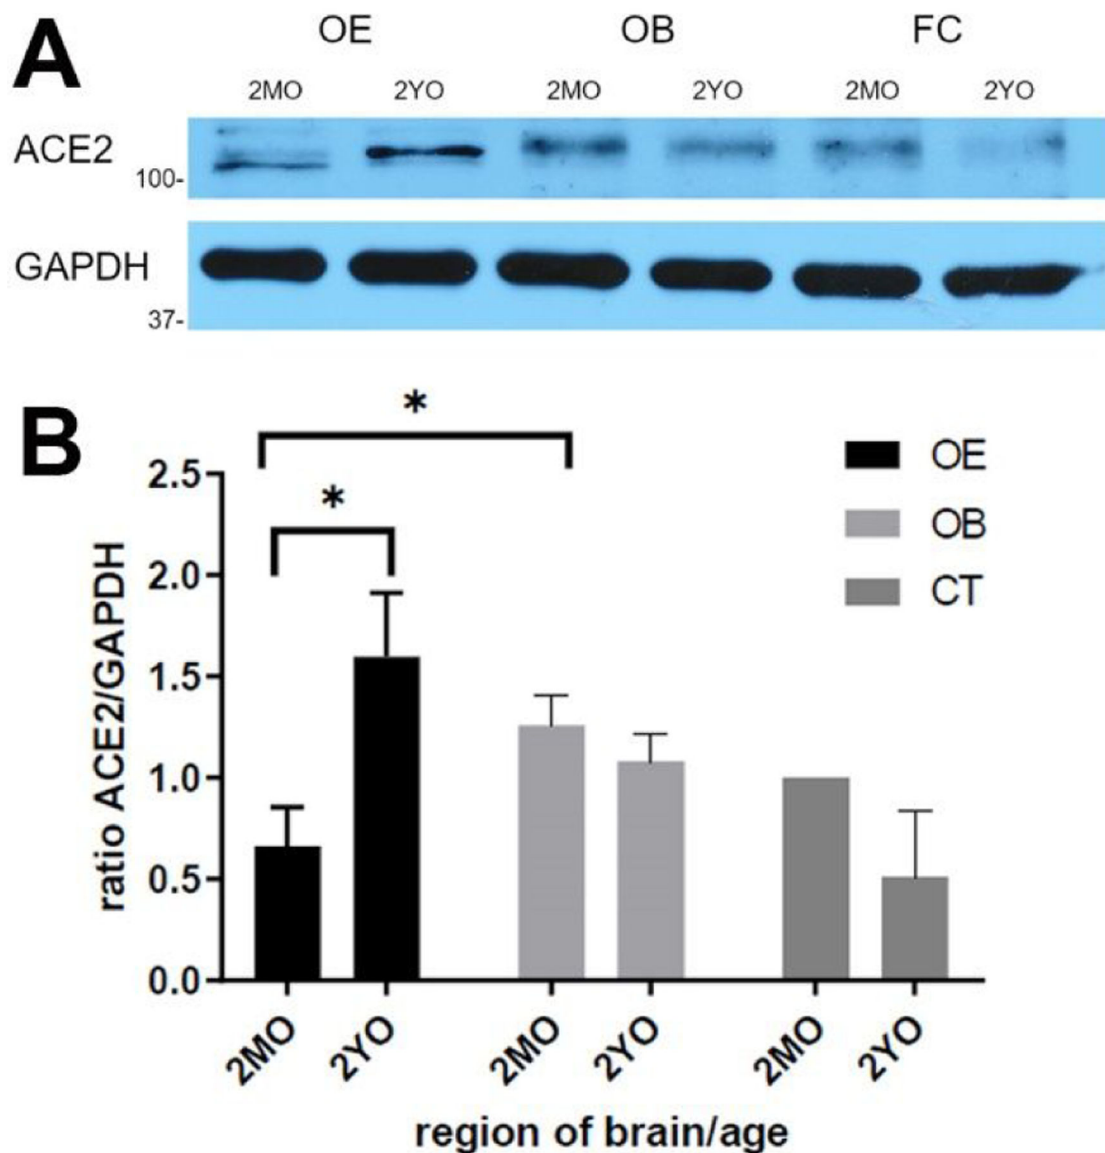 A
OE OB FC
2MO 2YO 2MO 2YO 2MO 2YO
ACE2
100-
GAPDH
37-
B
*
*
OE
OB
CT
2.5
2.0
1.5
1.0
0.5
0.0
ratio ACE2/GAPDH
2MO 2YO 2MO 2YO 2MO 2YO
region of brain/age